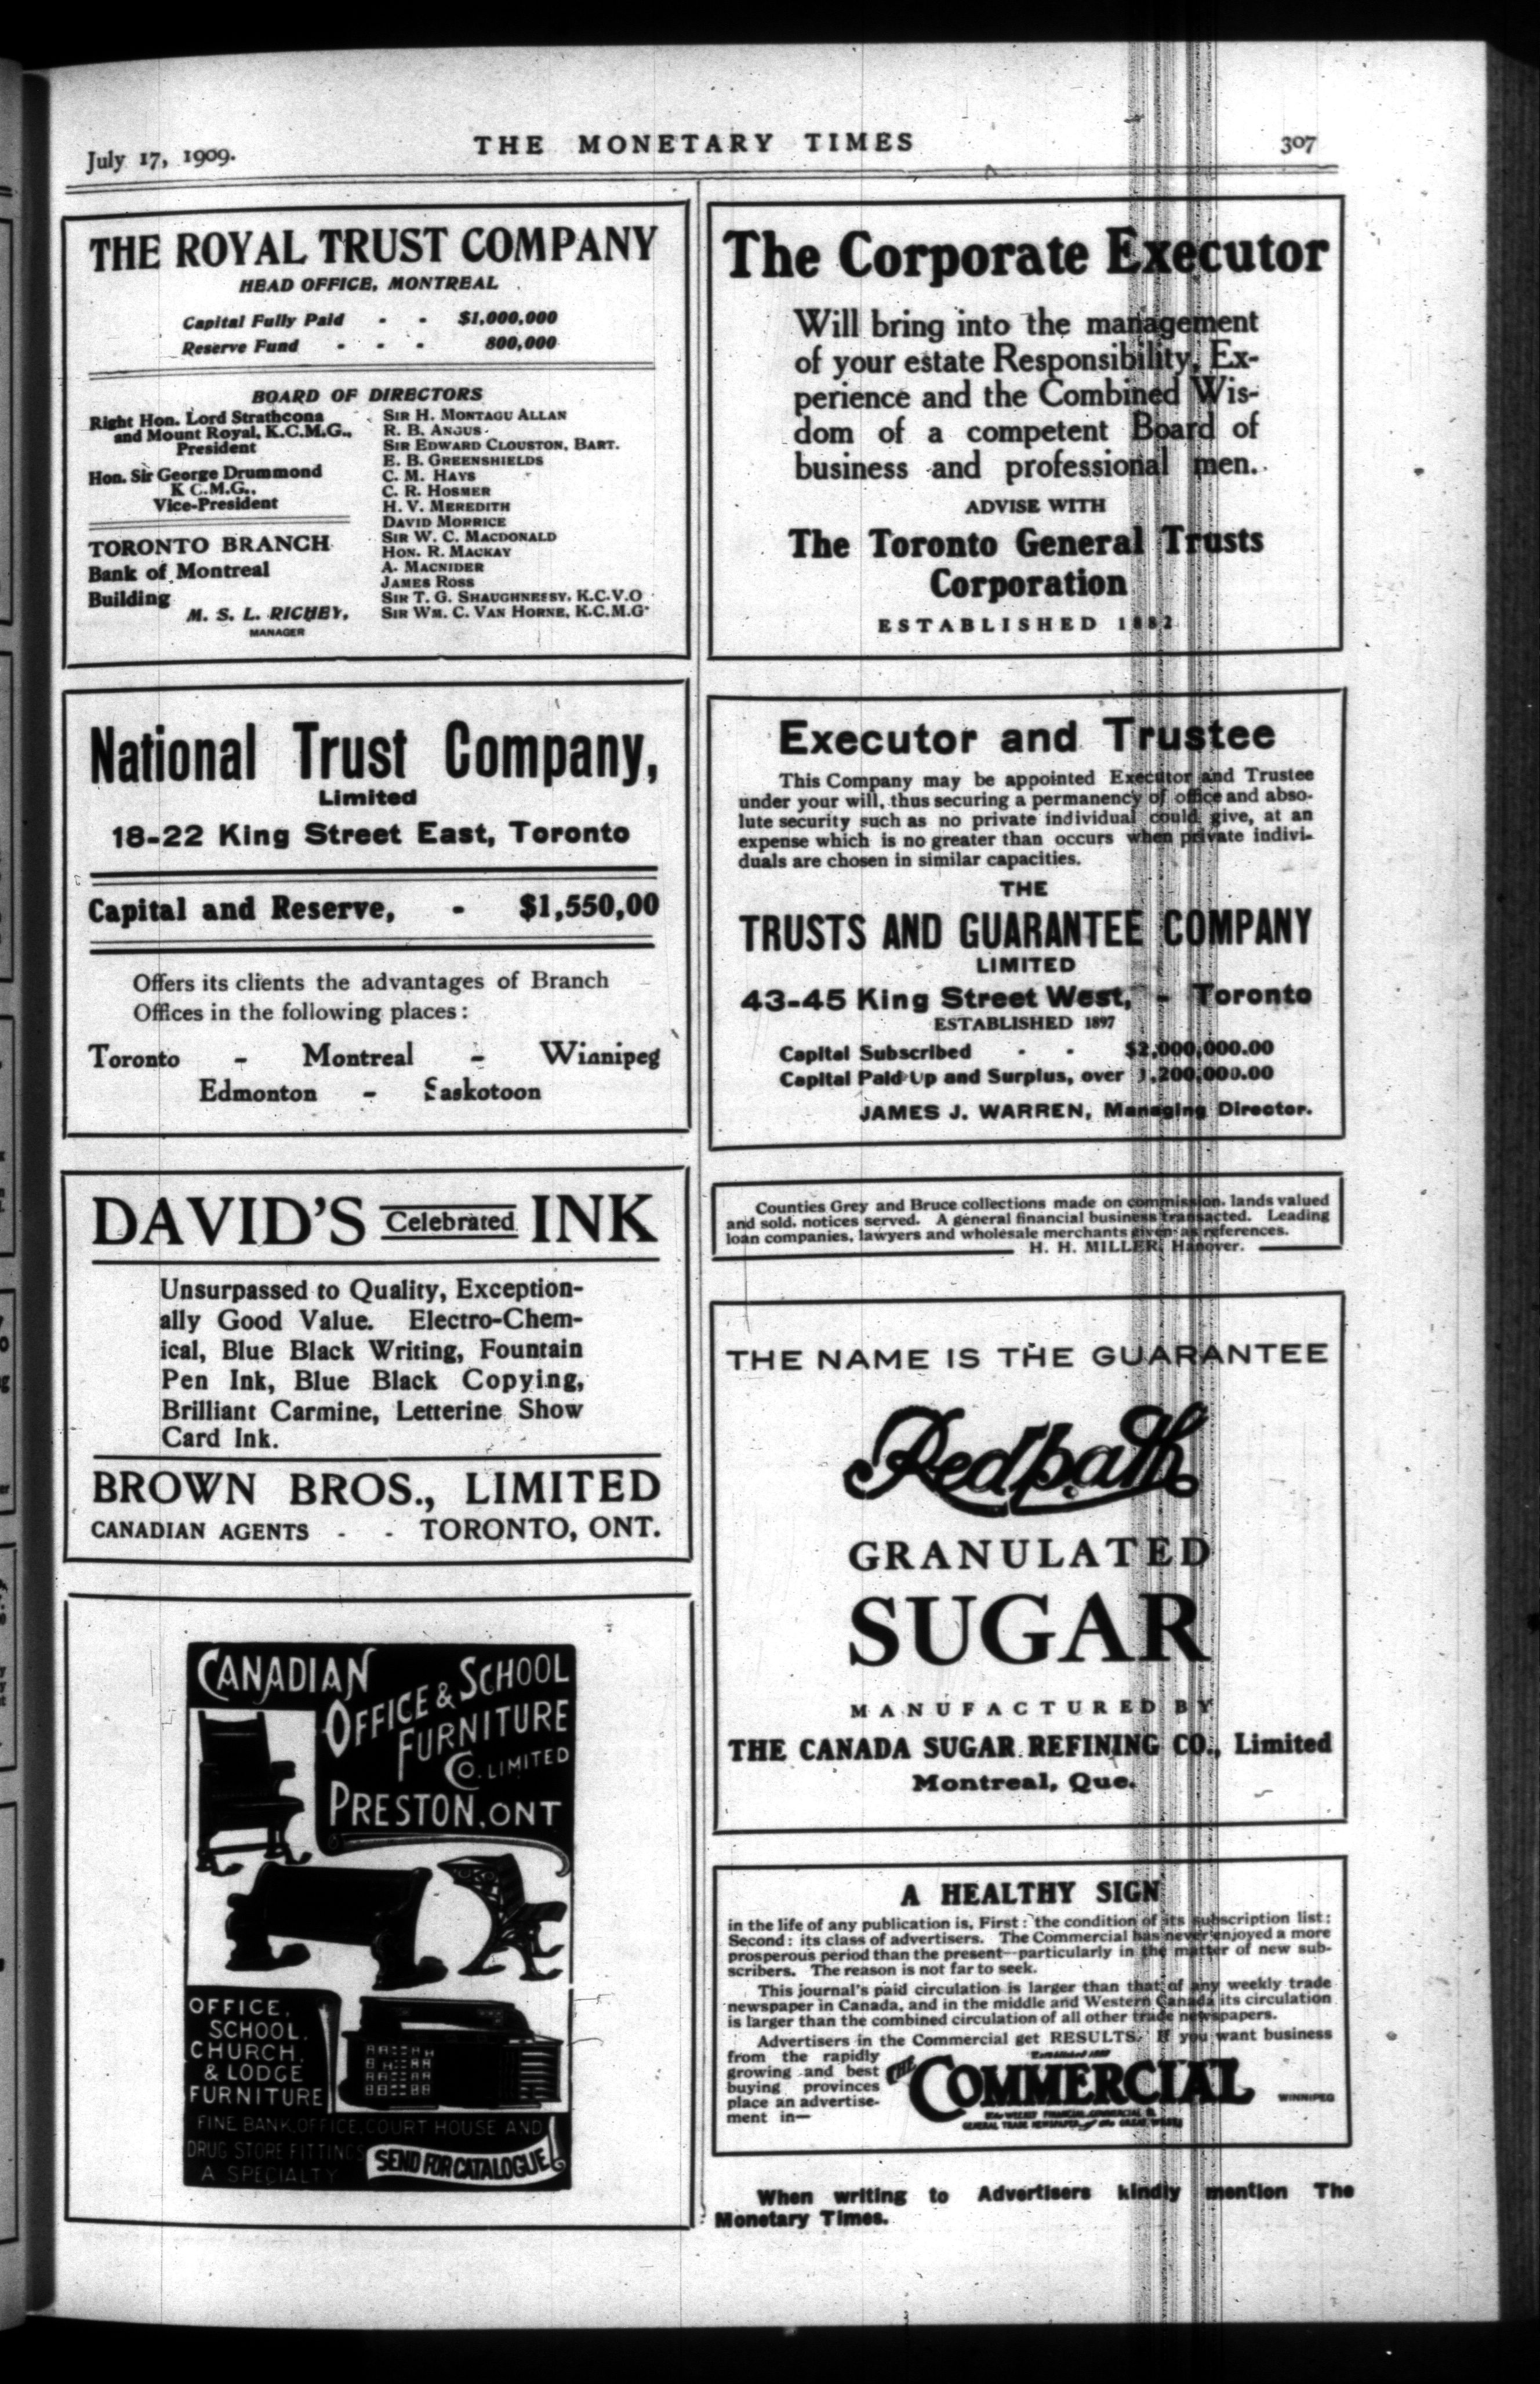 July 17, 1909.
THE MONETARY TIMES
307
THE ROYAL TRUST COMPANY
HEAD OFFICE, MONTREAL
Capital Fully Paid - - $1,000,000
Reserve Fund - - - 800,000
BOARD OF DIRECTORS
Right Hon. Lord Strathcona
and Mount Royal, K.C.M.G.,
President
Hon. Sir George Drummond
K C.M.G.,
Vice-President
TORONTO BRANCH
Bank of Montreal
Building
M. S. L. RICHEY,
MANAGER
SIR H. MONTAGU ALLAN
R. B. ANGUS
SIR EDWARD CLOUSTON, BART.
E. B. GREENSHIELDS
C. M. HAYS
C. R. HOSMER
H. V. MEREDITH
DAVID MORRICE
SIR W. C. MACDONALD
HON. R. MACKAY
A. MACNIDER
JAMES ROSS
SIR T. G. SHAUGHNESSY, K.C.V.O
SIR WM. C. VAN HORNE, K.C.M.G
National Trust Company,
Limited
18-22 King Street East, Toronto
Capital and Reserve, - $1,550,00
Offers its clients the advantages of Branch
Offices in the following places:
Toronto - Montreal - Winnipeg
Edmonton - Saskotoon
DAVID'S Celebrated INK
Unsurpassed to Quality, Exception-
ally Good Value. Electro-Chem-
ical, Blue Black Writing, Fountain
Pen Ink, Blue Black Copying,
Brilliant Carmine, Letterine Show
Card Ink.
BROWN BROS., LIMITED
CANADIAN AGENTS - - TORONTO, ONT.
CANADIAN
OFFICE & SCHOOL
FURNITURE
CO. LIMITED
PRESTON, ONT
OFFICE,
SCHOOL,
CHURCH,
& LODGE
FURNITURE
FINE BANK, OFFICE, COURT HOUSE AND
DRUG STORE FITTINGS
A SPECIALTY
SEND FOR CATALOGUE
The Corporate Executor
Will bring into the management
of your estate Responsibility, Ex-
perience and the Combined Wis-
dom of a competent Board of
business and professional men.
ADVISE WITH
The Toronto General Trusts
Corporation
ESTABLISHED 1882
Executor and Trustee
This Company may be appointed Executor and Trustee
under your will, thus securing a permanency of office and abso-
lute security such as no private individual could give, at an
expense which is no greater than occurs when private indivi-
duals are chosen in similar capacities.
THE
TRUSTS AND GUARANTEE COMPANY
LIMITED
43-45 King Street West, - Toronto
ESTABLISHED 1897
Capital Subscribed - - $2,000,000.00
Capital Paid Up and Surplus, over 1,200,000.00
JAMES J. WARREN, Managing Director.
Counties Grey and Bruce collections made on commission, lands valued
and sold, notices served. A general financial business transacted. Leading
loan companies, lawyers and wholesale merchants given as references.
H. H. MILLER, Hanover.
THE NAME IS THE GUARANTEE
Redpath
GRANULATED
SUGAR
MANUFACTURED BY
THE CANADA SUGAR REFINING CO., Limited
Montreal, Que.
A HEALTHY SIGN
in the life of any publication is, First: the condition of its subscription list;
Second: its class of advertisers. The Commercial has never enjoyed a more
prosperous period than the present—particularly in the matter of new sub-
scribers. The reason is not far to seek.
This journal's paid circulation is larger than that of any weekly trade
newspaper in Canada, and in the middle and Western Canada its circulation
is larger than the combined circulation of all other trade newspapers.
Advertisers in the Commercial get RESULTS. If you want business
from the rapidly
growing and best
buying provinces
place an advertise-
ment in—
THE COMMERCIAL
WINNIPEG
When writing to Advertisers kindly mention The
Monetary Times.